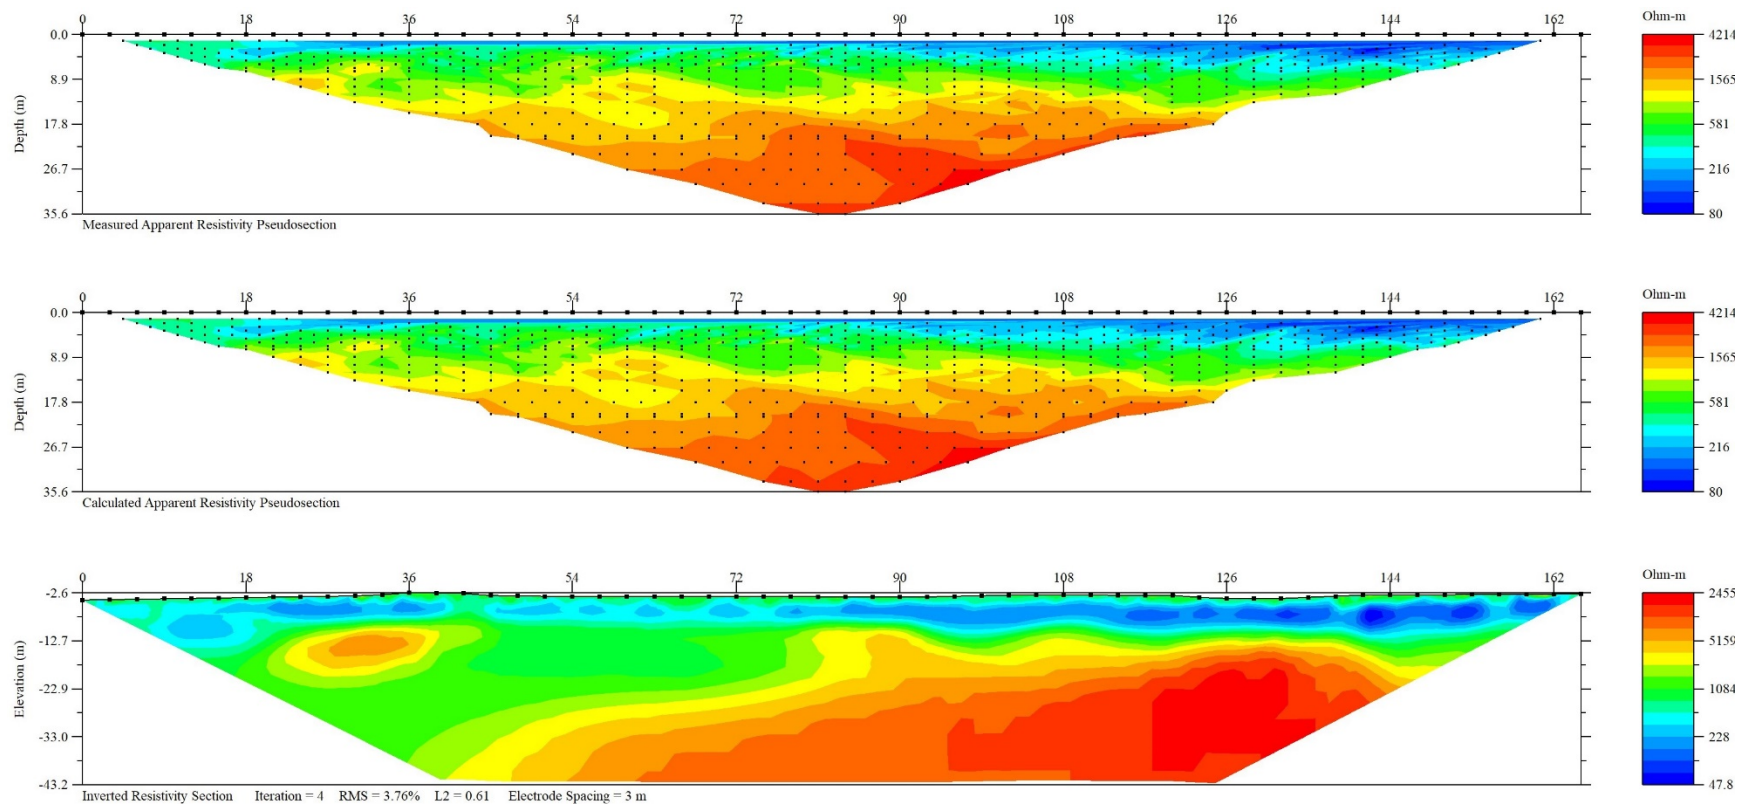 0 18 36 54 72 90 108 126 144 162 Ohm-m
0.0 4214
8.9 1565
Depth (m)
17.8 581
26.7 216
35.6 80
Measured Apparent Resistivity Pseudosection
0 18 36 54 72 90 108 126 144 162 Ohm-m
0.0 4214
8.9 1565
Depth (m)
17.8 581
26.7 216
35.6 80
Calculated Apparent Resistivity Pseudosection
0 18 36 54 72 90 108 126 144 162 Ohm-m
-2.6 2455
-12.7 5159
Elevation (m)
-22.9 1084
-33.0 228
-43.2 47.8
Inverted Resistivity Section Iteration = 4 RMS = 3.76% L2 = 0.61 Electrode Spacing = 3 m